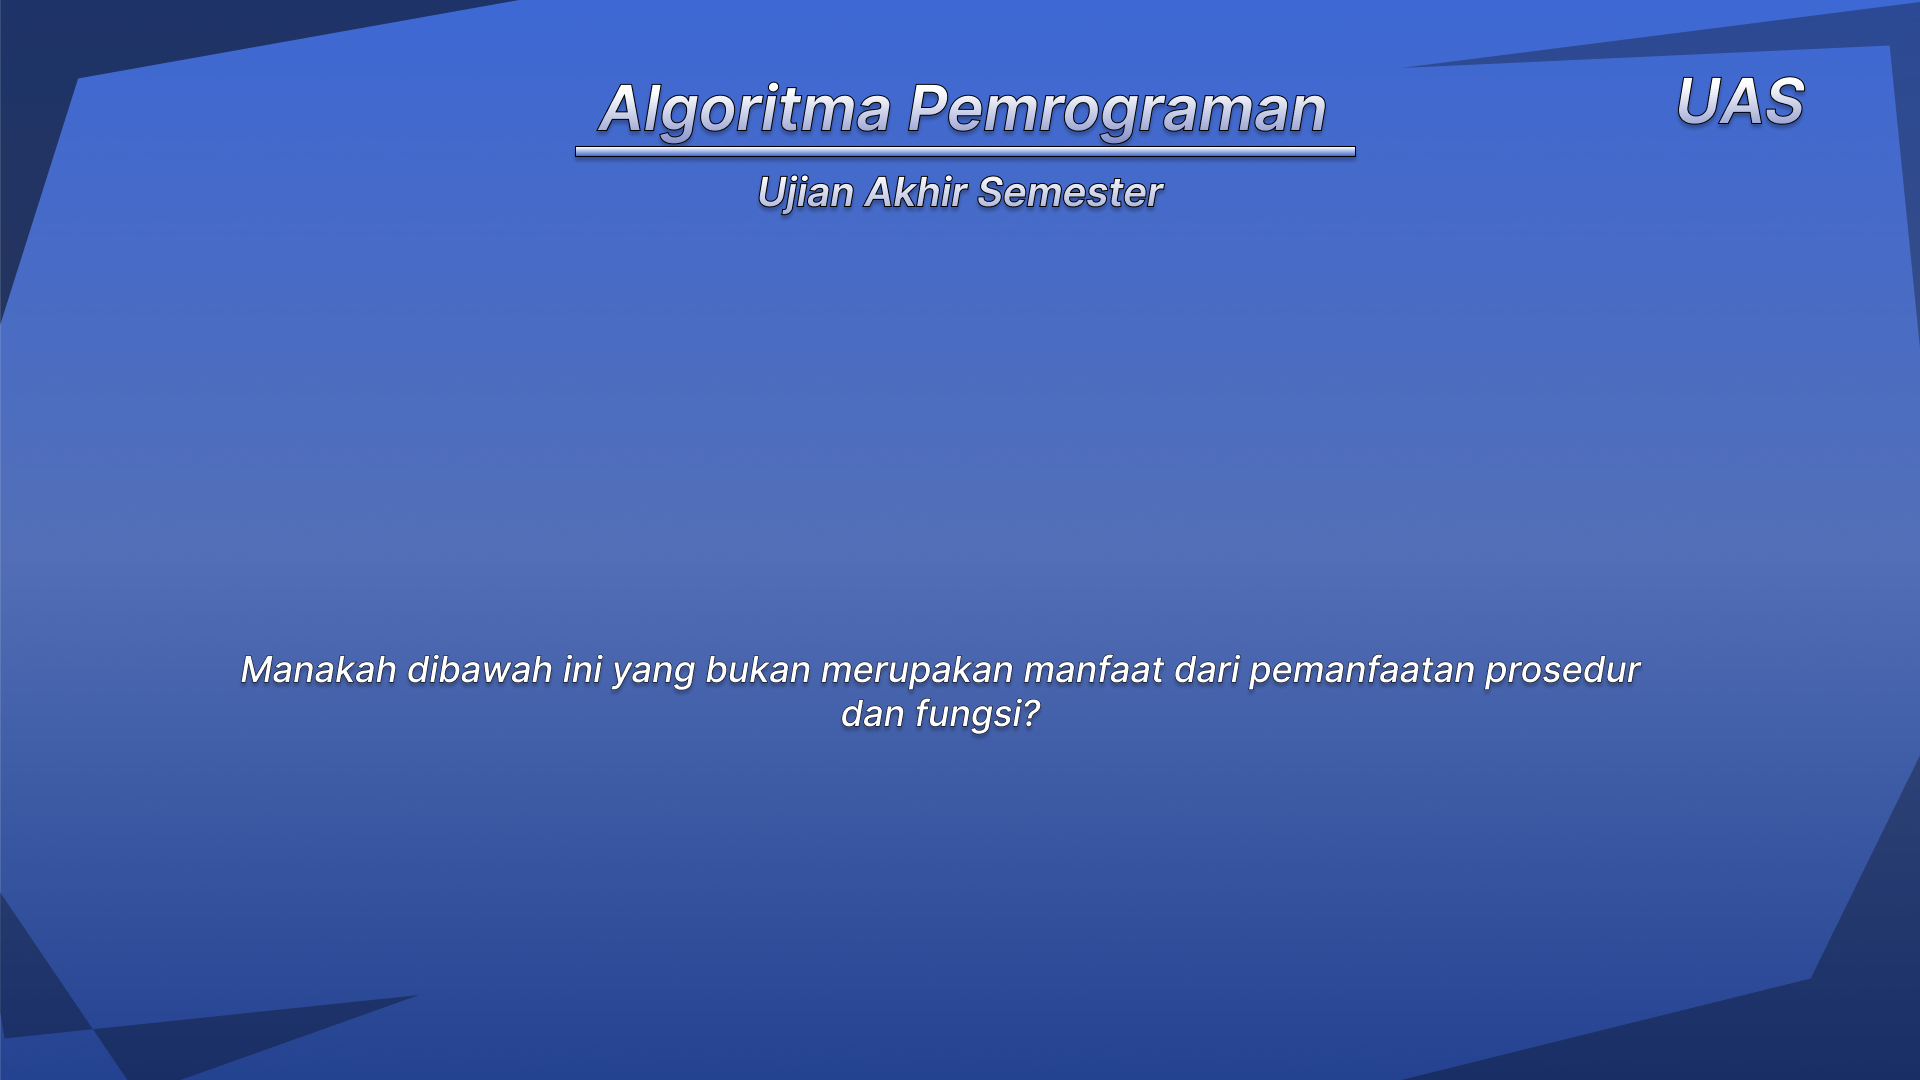 Algoritma Pemrograman
UAS
Ujian Akhir Semester
Manakah dibawah ini yang bukan merupakan manfaat dari pemanfaatan prosedur
dan fungsi?